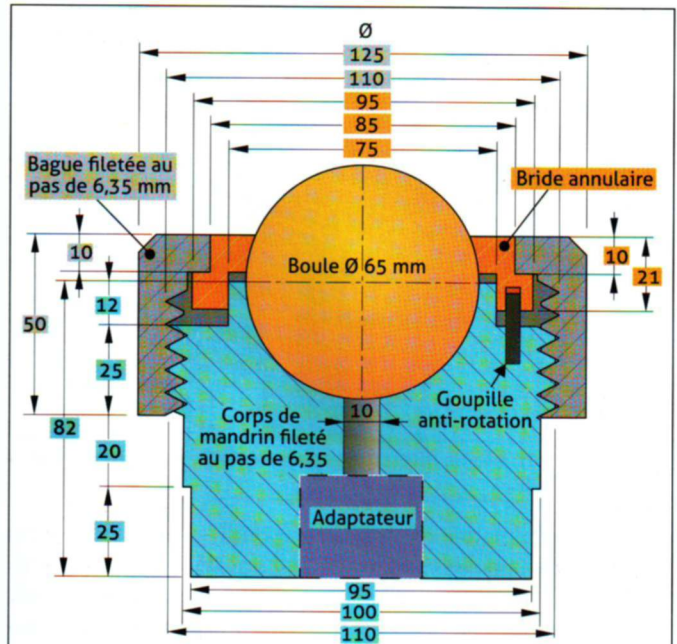 Ø
125
110
95
85
75
Bague filetée au
pas de 6,35 mm
Bride annulaire
10
10
Boule Ø 65 mm
21
12
50
25
Goupille
anti-rotation
10
Corps de
mandrin fileté
au pas de 6,35
82
20
Adaptateur
25
95
100
110